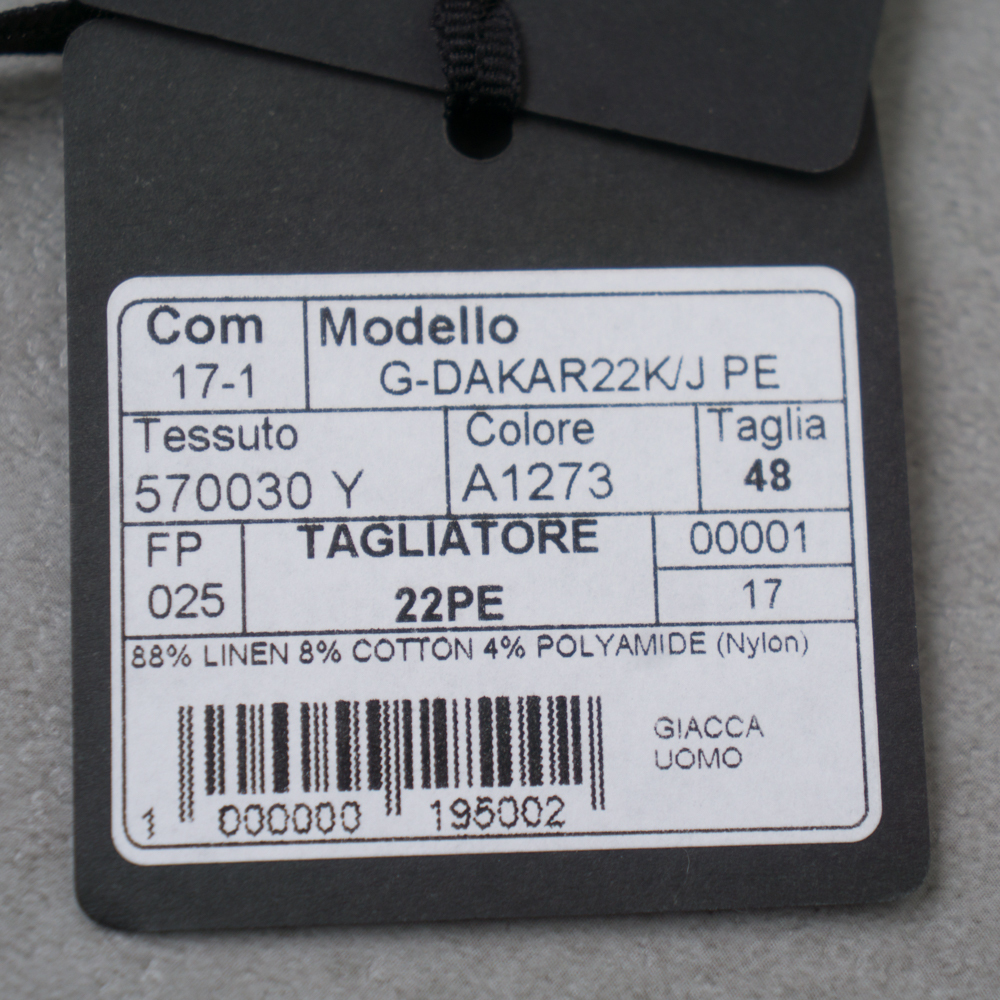 Com
Modello
17-1
G-DAKAR22K/J PE
Tessuto
Colore
Taglia
570030 Y
A1273
48
FP
TAGLIATORE
00001
025
22PE
17
88% LINEN 8% COTTON 4% POLYAMIDE (Nylon)
GIACCA
UOMO
1 000000 195002